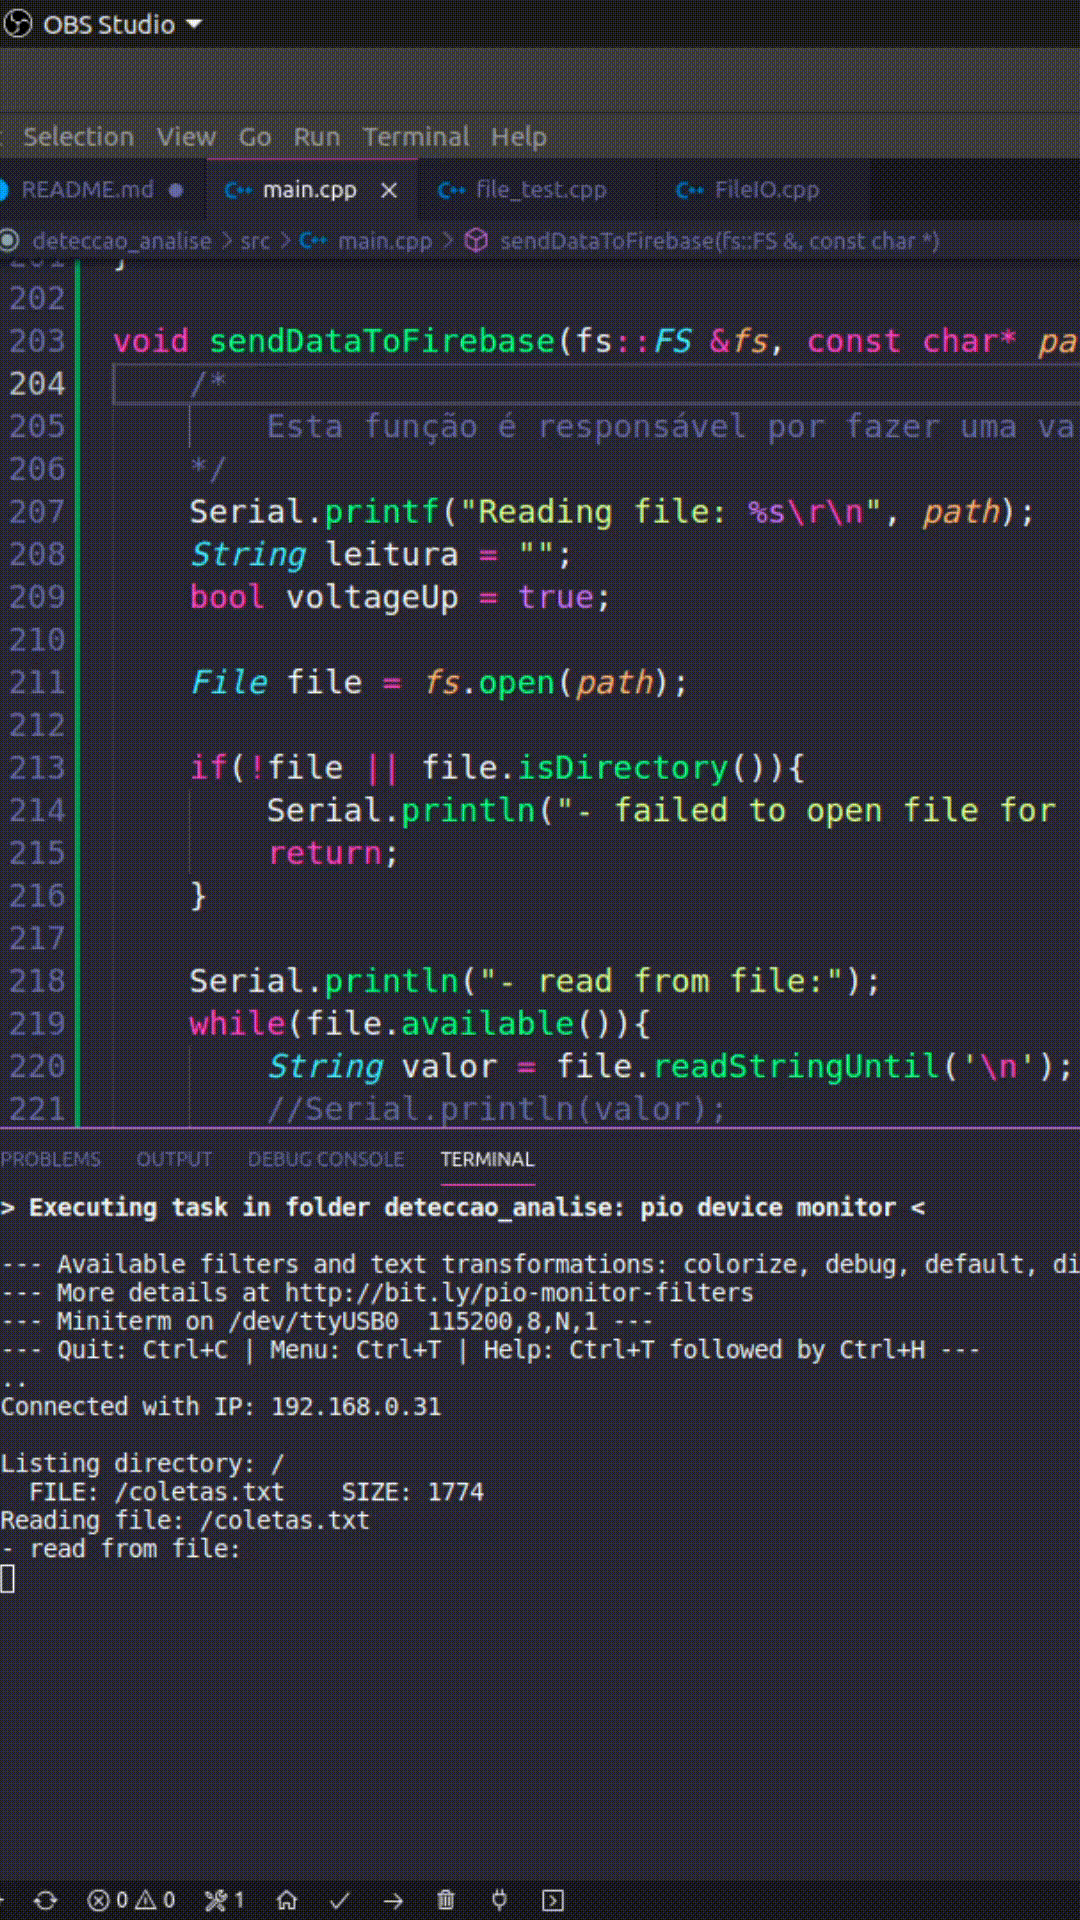 OBS Studio
Selection View Go Run Terminal Help
README.md main.cpp file_test.cpp FileIO.cpp
deteccao_analise > src > main.cpp > sendDataToFirebase(fs::FS &, const char *)
202
203 void sendDataToFirebase(fs::FS &fs, const char* pa
204 /*
205 Esta função é responsável por fazer uma va
206 */
207 Serial.printf("Reading file: %s\r\n", path);
208 String leitura = "";
209 bool voltageUp = true;
210
211 File file = fs.open(path);
212
213 if(!file || file.isDirectory()){
214 Serial.println("- failed to open file for
215 return;
216 }
217
218 Serial.println("- read from file:");
219 while(file.available()){
220 String valor = file.readStringUntil('\n');
221 //Serial.println(valor);
PROBLEMS OUTPUT DEBUG CONSOLE TERMINAL
> Executing task in folder deteccao_analise: pio device monitor <
--- Available filters and text transformations: colorize, debug, default, di
--- More details at http://bit.ly/pio-monitor-filters
--- Miniterm on /dev/ttyUSB0 115200,8,N,1 ---
--- Quit: Ctrl+C | Menu: Ctrl+T | Help: Ctrl+T followed by Ctrl+H ---
..
Connected with IP: 192.168.0.31
Listing directory: /
FILE: /coletas.txt SIZE: 1774
Reading file: /coletas.txt
- read from file:
0 0 1